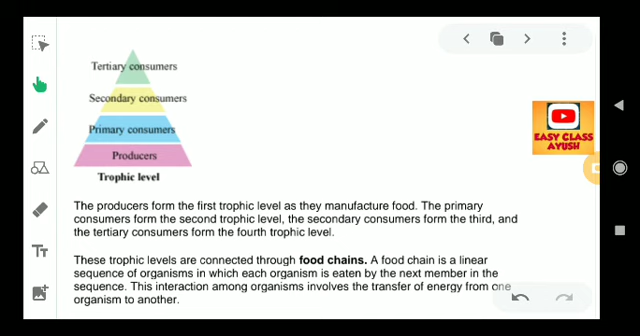 Tertiary consumers
Secondary consumers
Primary consumers
Producers
Trophic level
EASY CLASS
AYUSH
The producers form the first trophic level as they manufacture food. The primary
consumers form the second trophic level, the secondary consumers form the third, and
the tertiary consumers form the fourth trophic level.
These trophic levels are connected through food chains. A food chain is a linear
sequence of organisms in which each organism is eaten by the next member in the
sequence. This interaction among organisms involves the transfer of energy from one
organism to another.
Tт